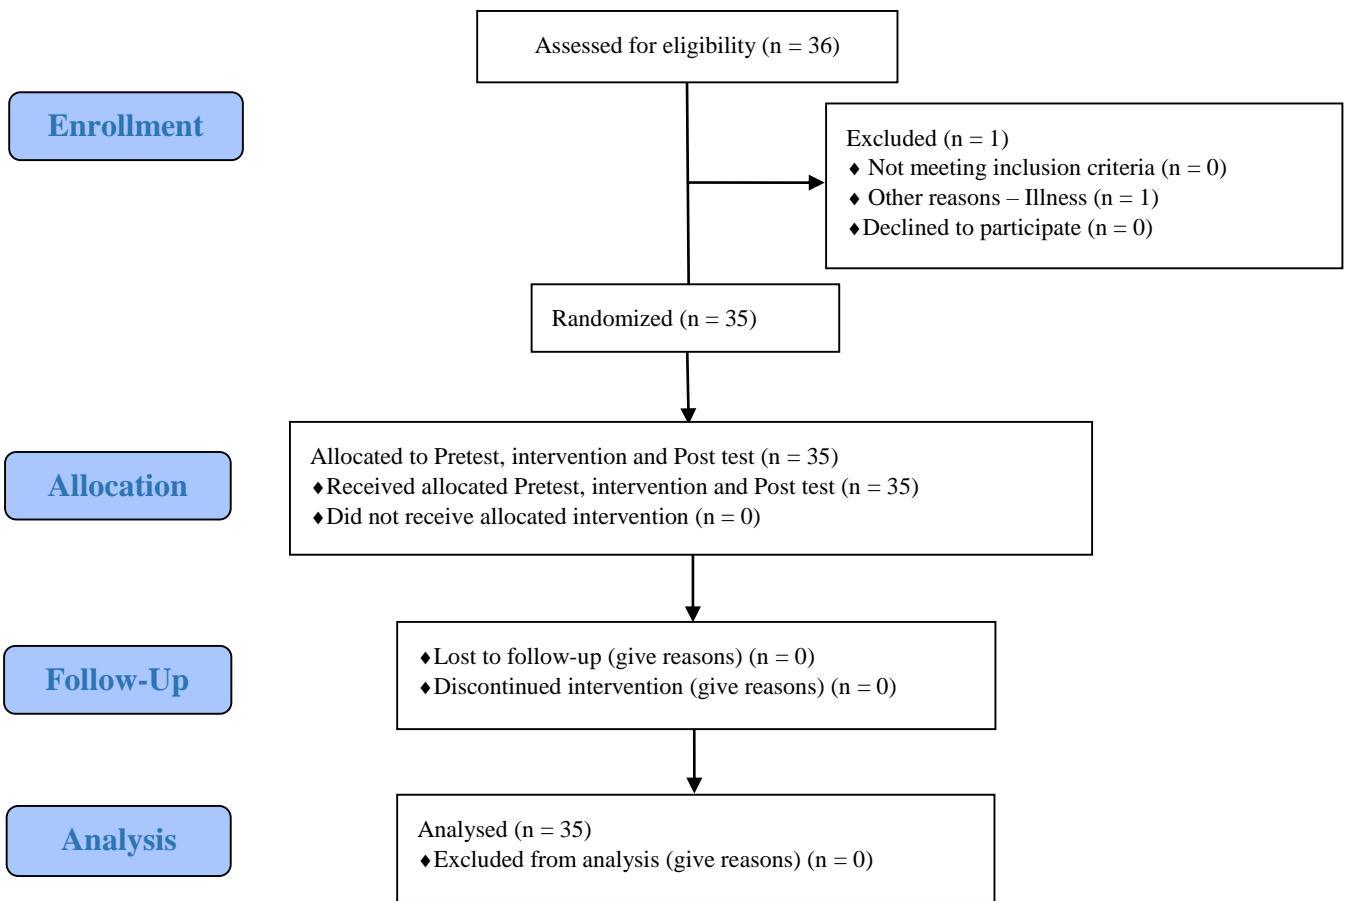 Assessed for eligibility (n = 36)
Enrollment
Excluded (n = 1)
♦ Not meeting inclusion criteria (n = 0)
♦ Other reasons – Illness (n = 1)
♦Declined to participate (n = 0)
Randomized (n = 35)
Allocation
Allocated to Pretest, intervention and Post test (n = 35)
♦Received allocated Pretest, intervention and Post test (n = 35)
♦Did not receive allocated intervention (n = 0)
Follow-Up
♦Lost to follow-up (give reasons) (n = 0)
♦Discontinued intervention (give reasons) (n = 0)
Analysis
Analysed (n = 35)
♦Excluded from analysis (give reasons) (n = 0)